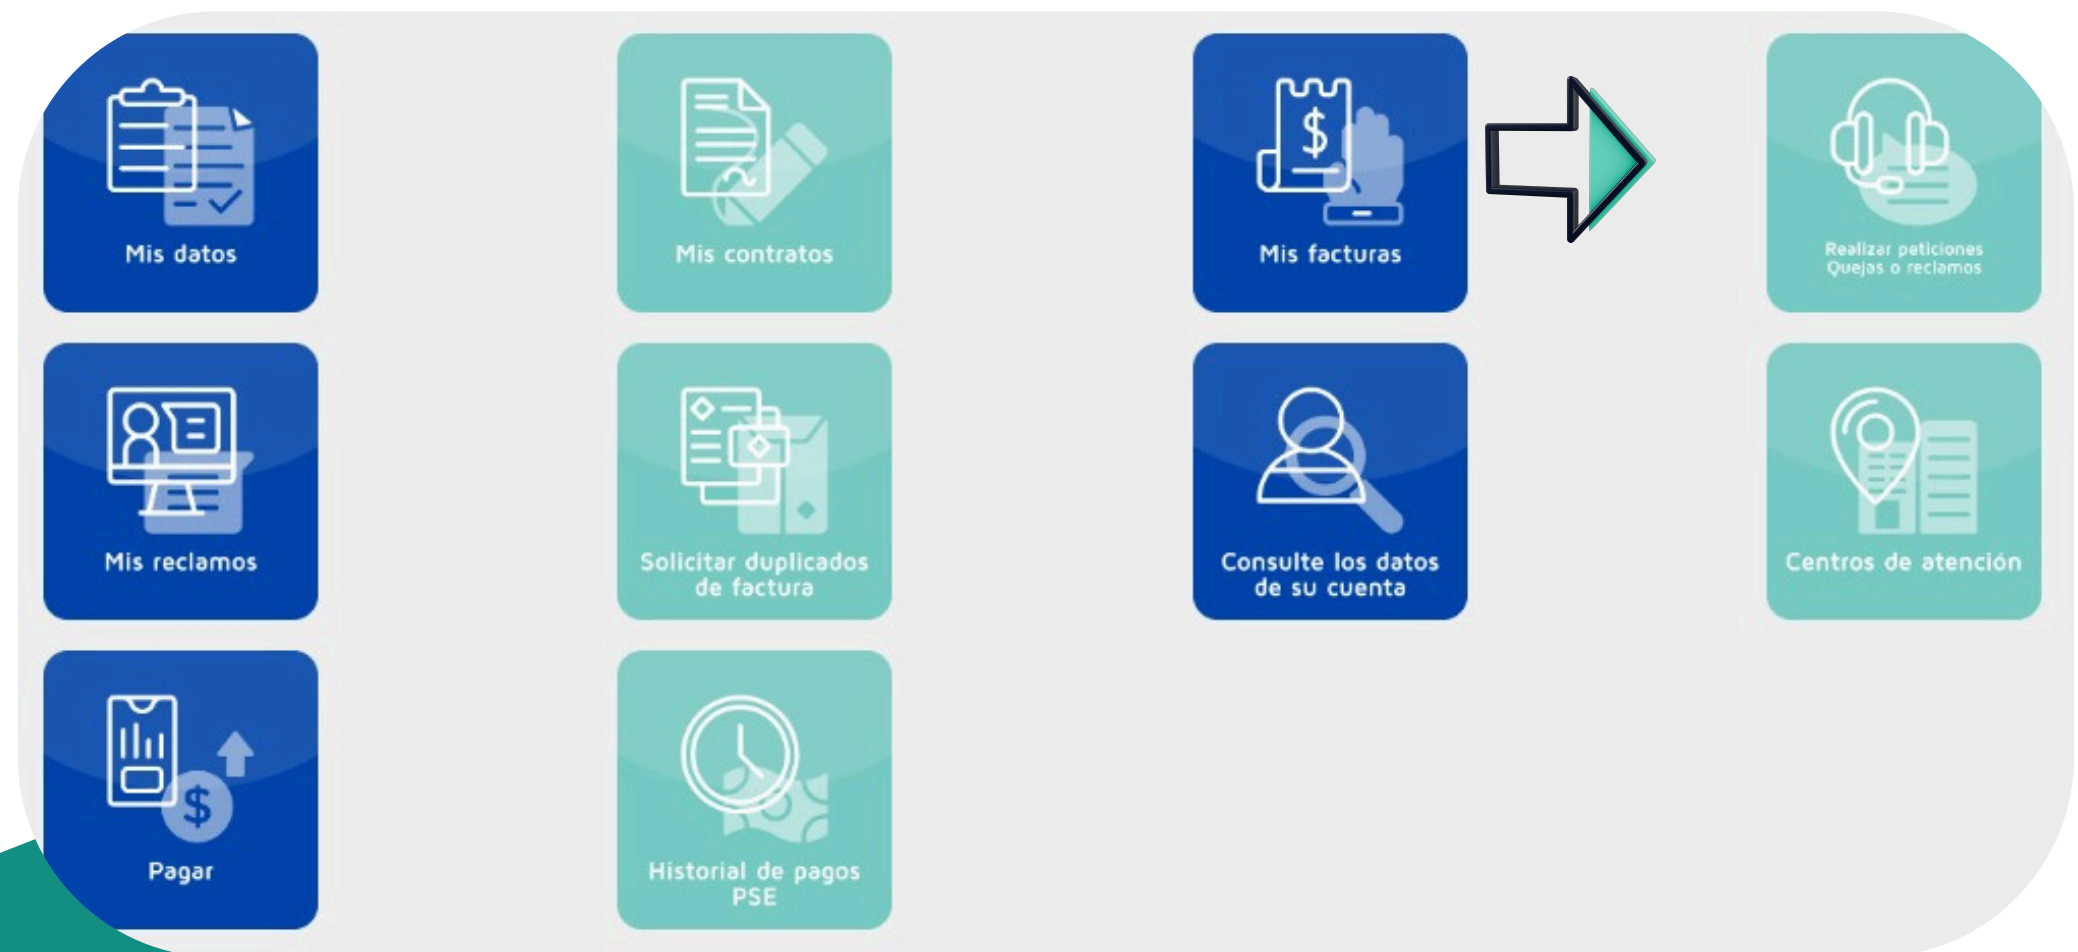 Mis datos
Mis contratos
$
Mis facturas
Realizar peticiones
Quejas o reclamos
Mis reclamos
Solicitar duplicados
de factura
Consulte los datos
de su cuenta
Centros de atención
$
Pagar
Historial de pagos
PSE